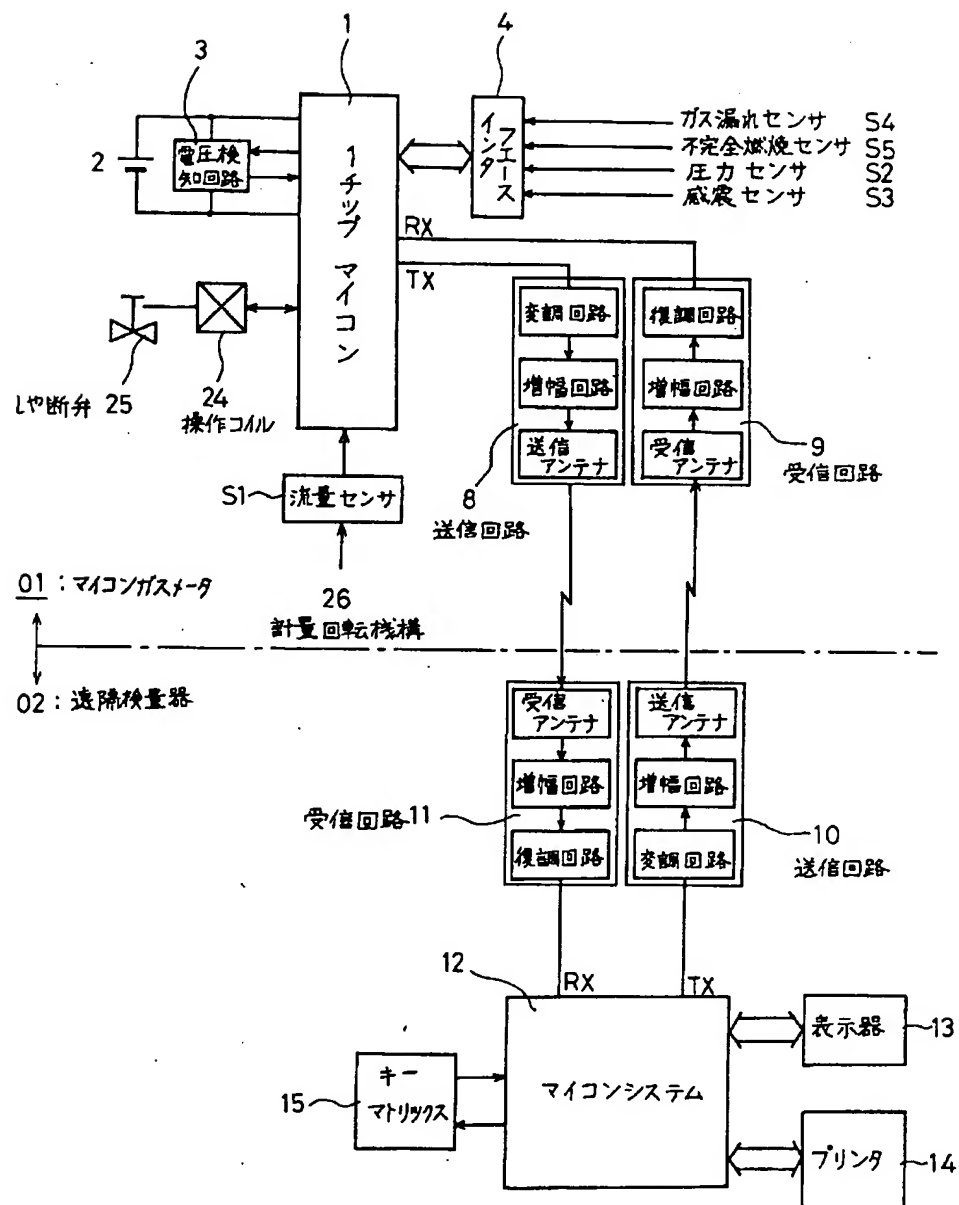 1
3
4
電圧検
知回路
2
1チップ マイコン
インタ
フエース
ガス漏れセンサ S4
不完全燃焼センサ S5
圧力センサ S2
感震センサ S3
RX
TX
しや断弁 25
24
操作コイル
S1
流量センサ
26
計量回転機構
変調回路
増幅回路
送信
アンテナ
8
送信回路
復調回路
増幅回路
受信
アンテナ
9
受信回路
01：マイコンガスメータ
02：遠隔検量器
受信
アンテナ
増幅回路
復調回路
受信回路 11
送信
アンテナ
増幅回路
変調回路
10
送信回路
12
RX
TX
マイコンシステム
15
キー
マトリックス
表示器
13
プリンタ
14